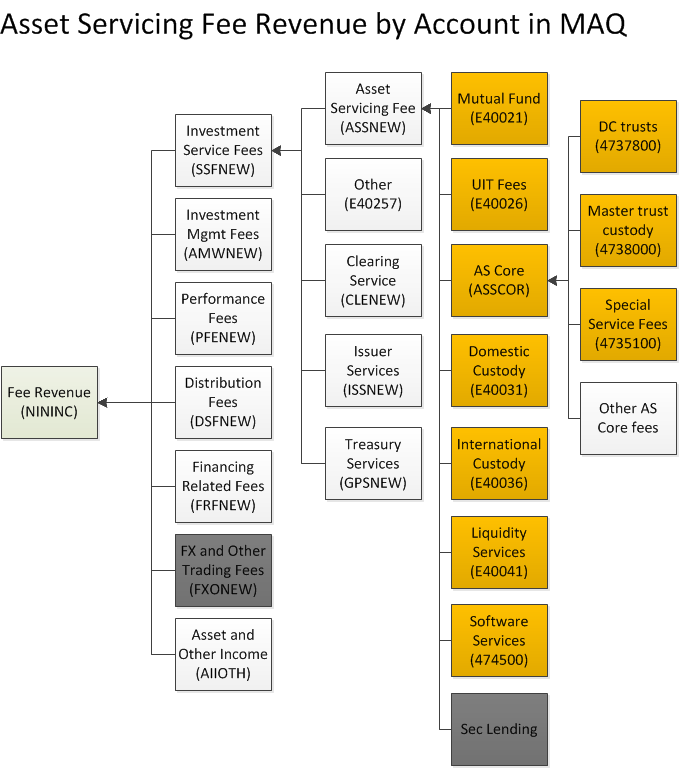 Asset Servicing Fee Revenue by Account in MAQ
Fee Revenue
(NININC)
Investment
Service Fees
(SSFNEW)
Investment
Mgmt Fees
(AMWNEW)
Performance
Fees
(PFENEW)
Distribution
Fees
(DSFNEW)
Financing
Related Fees
(FRFNEW)
FX and Other
Trading Fees
(FXONEW)
Asset and
Other Income
(AIIOTH)
Asset
Servicing Fee
(ASSNEW)
Other
(E40257)
Clearing
Service
(CLENEW)
Issuer
Services
(ISSNEW)
Treasury
Services
(GPSNEW)
Mutual Fund
(E40021)
UIT Fees
(E40026)
AS Core
(ASSCOR)
Domestic
Custody
(E40031)
International
Custody
(E40036)
Liquidity
Services
(E40041)
Software
Services
(474500)
Sec Lending
DC trusts
(4737800)
Master trust
custody
(4738000)
Special
Service Fees
(4735100)
Other AS
Core fees